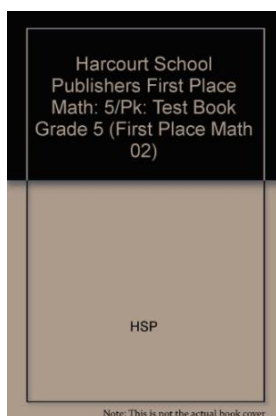 Harcourt School
Publishers First Place
Math: 5/Pk: Test Book
Grade 5 (First Place Math
02)
HSP
Note: This is not the actual book cover